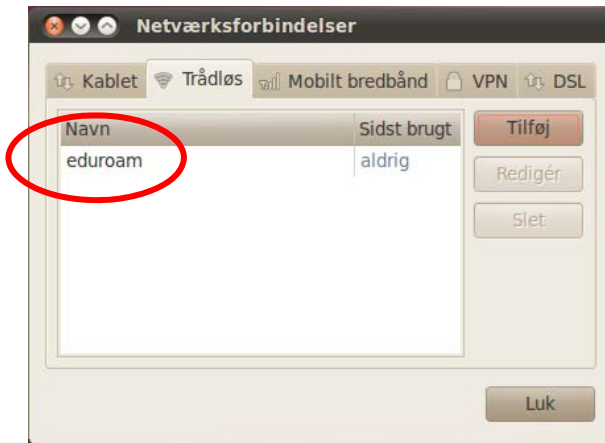 Netværksforbindelser
Kablet Trådløs Mobilt bredbånd VPN DSL
Navn Sidst brugt Tilføj
eduroam aldrig
Redigér
Slet
Luk